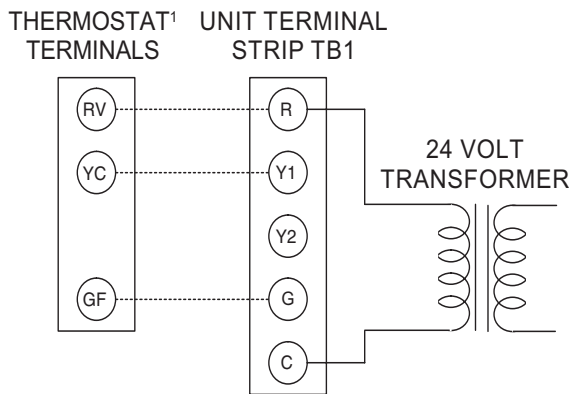 THERMOSTAT¹ TERMINALS
UNIT TERMINAL STRIP TB1
RV
R
YC
Y1
Y2
GF
G
C
24 VOLT
TRANSFORMER